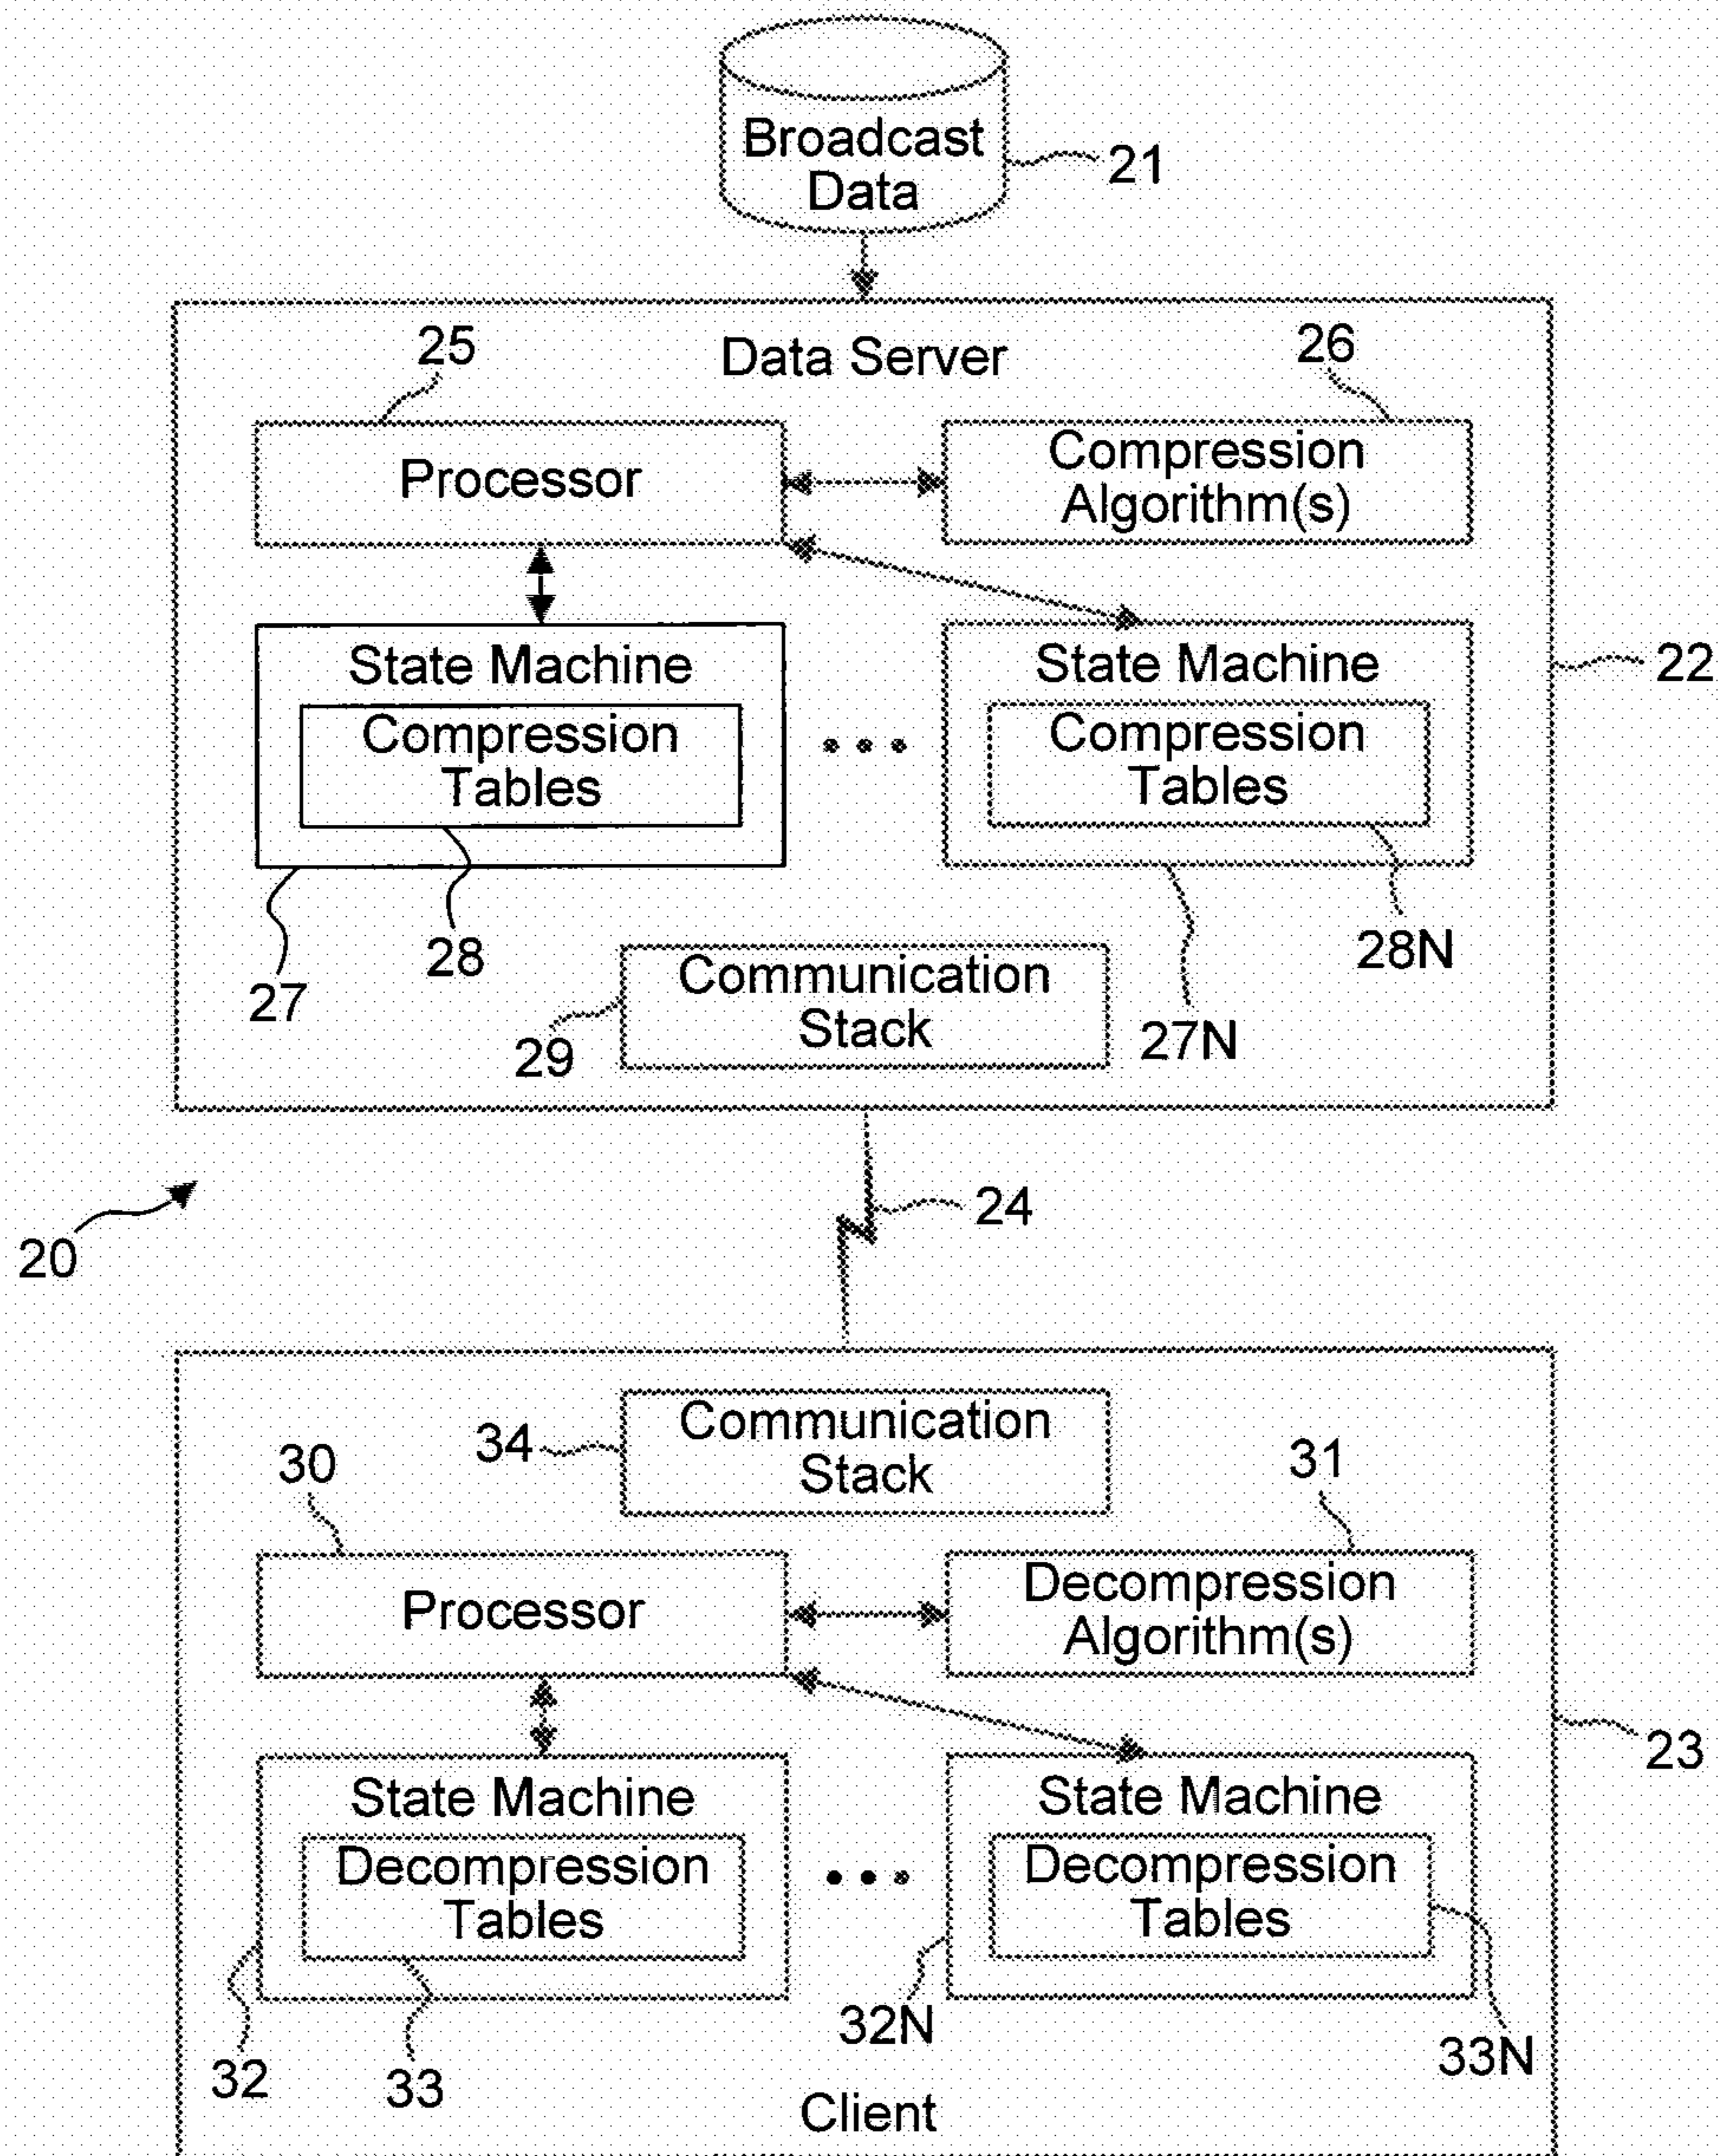 Broadcast
Data
21
Data Server
25
26
Processor
Compression
Algorithm(s)
22
State Machine
Compression
Tables
State Machine
Compression
Tables
27
28
28N
27N
Communication
Stack
29
20
24
Communication
Stack
34
30
31
Processor
Decompression
Algorithm(s)
23
State Machine
Decompression
Tables
State Machine
Decompression
Tables
32
33
32N
33N
Client